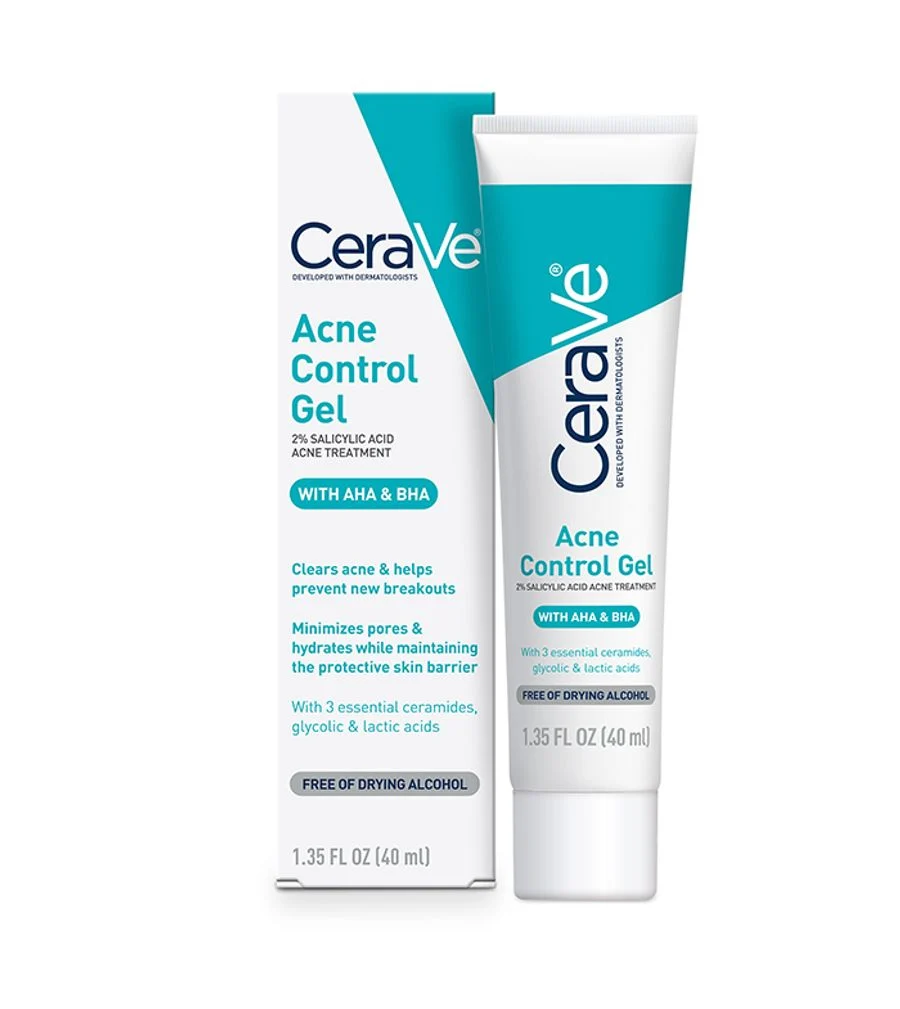 CeraVe®
DEVELOPED WITH DERMATOLOGISTS
Acne
Control
Gel
2% SALICYLIC ACID
ACNE TREATMENT
WITH AHA & BHA
Clears acne & helps
prevent new breakouts
Minimizes pores &
hydrates while maintaining
the protective skin barrier
With 3 essential ceramides,
glycolic & lactic acids
FREE OF DRYING ALCOHOL
1.35 FL OZ (40 ml)
CeraVe®
DEVELOPED WITH DERMATOLOGISTS
Acne
Control Gel
2% SALICYLIC ACID ACNE TREATMENT
WITH AHA & BHA
With 3 essential ceramides,
glycolic & lactic acids
FREE OF DRYING ALCOHOL
1.35 FL OZ (40 ml)